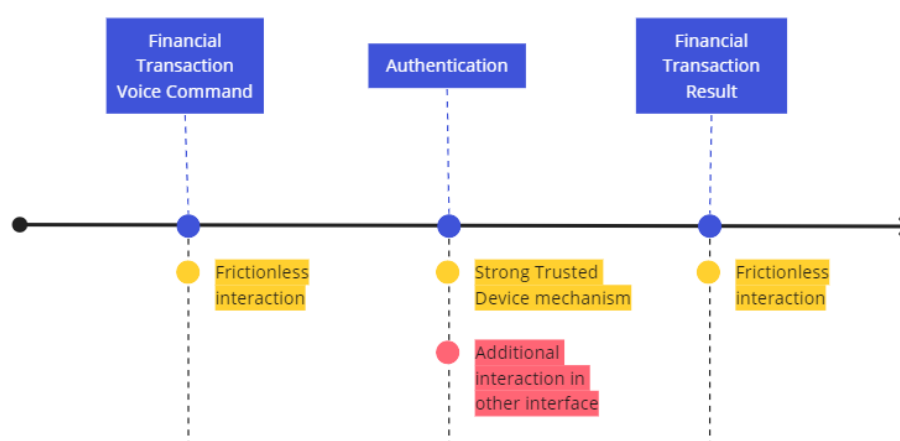 Financial
Transaction
Voice Command
Authentication
Financial
Transaction
Result
Frictionless
interaction
Strong Trusted
Device mechanism
Additional
interaction in
other interface
Frictionless
interaction